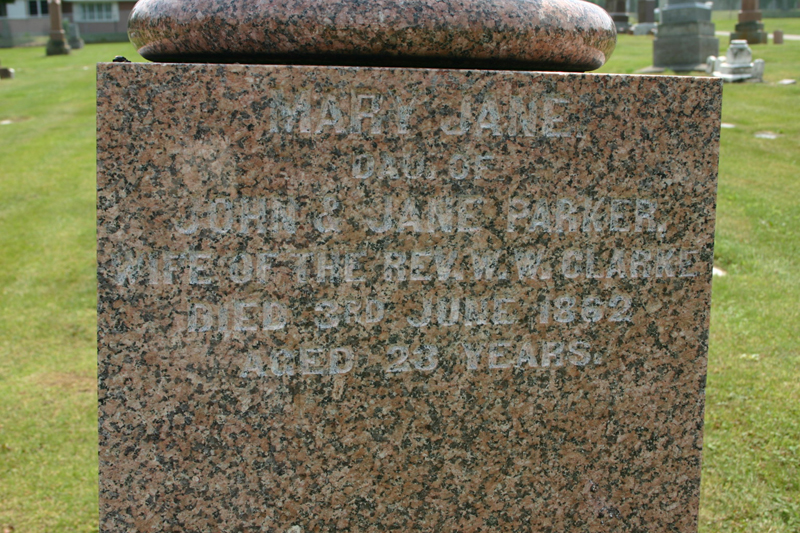 MARY JANE,
DAU. OF
JOHN & JANE PARKER,
WIFE OF THE REV. W. W. CLARKE
DIED 3RD JUNE 1862
AGED 23 YEARS.